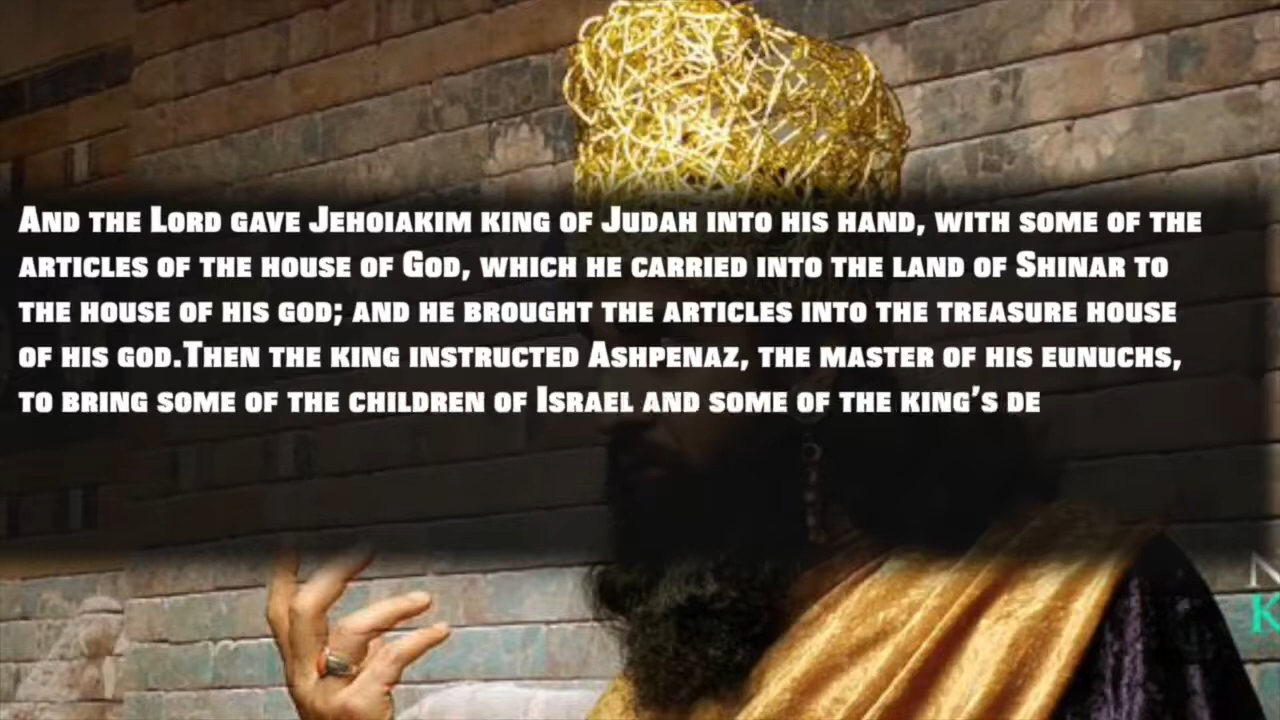 And the Lord gave Jehoiakim king of Judah into his hand, with some of the
articles of the house of God, which he carried into the land of Shinar to
the house of his god; and he brought the articles into the treasure house
of his god.Then the king instructed Ashpenaz, the master of his eunuchs,
to bring some of the children of Israel and some of the king's de
N
K